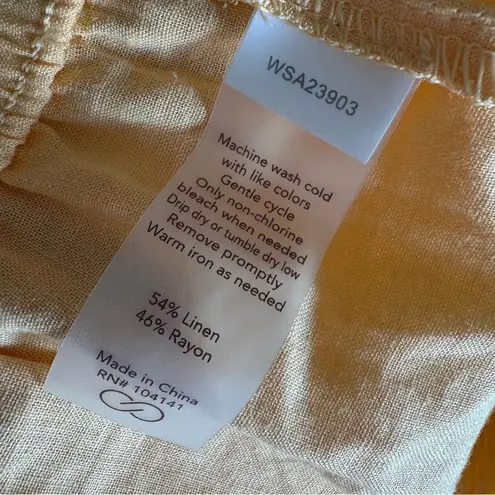 WSA23903
Machine wash cold
with like colors
Gentle cycle
Only non-chlorine
bleach when needed
Drip dry or tumble dry low
Remove promptly
Warm iron as needed
54% Linen
46% Rayon
Made in China
RN# 104141